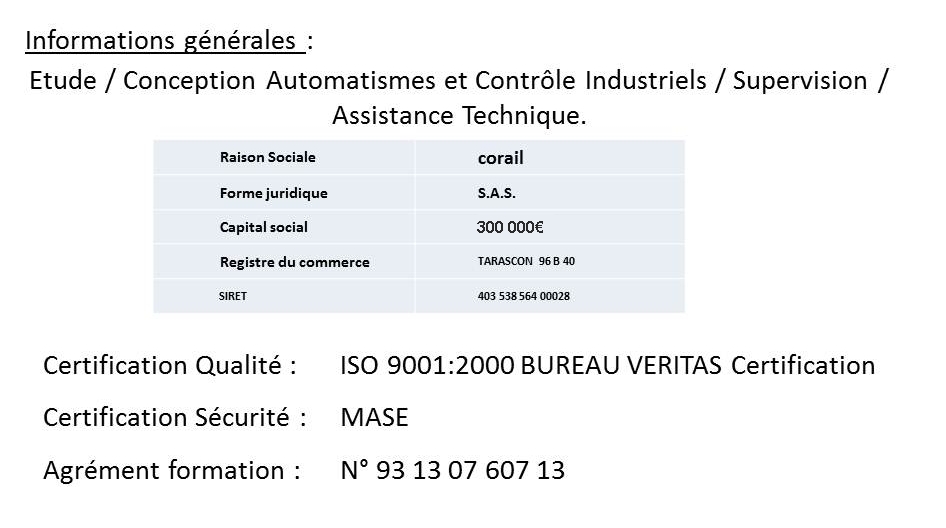 Informations générales :
Etude / Conception Automatismes et Contrôle Industriels / Supervision /
Assistance Technique.
Raison Sociale corail
Forme juridique S.A.S.
Capital social 300 000€
Registre du commerce TARASCON 96 B 40
SIRET 403 538 564 00028
Certification Qualité : ISO 9001:2000 BUREAU VERITAS Certification
Certification Sécurité : MASE
Agrément formation : N° 93 13 07 607 13